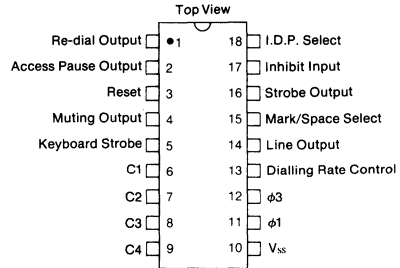 Top View
Re-dial Output 1 18 I.D.P. Select
Access Pause Output 2 17 Inhibit Input
Reset 3 16 Strobe Output
Muting Output 4 15 Mark/Space Select
Keyboard Strobe 5 14 Line Output
C1 6 13 Dialling Rate Control
C2 7 12 ϕ3
C3 8 11 ϕ1
C4 9 10 Vss